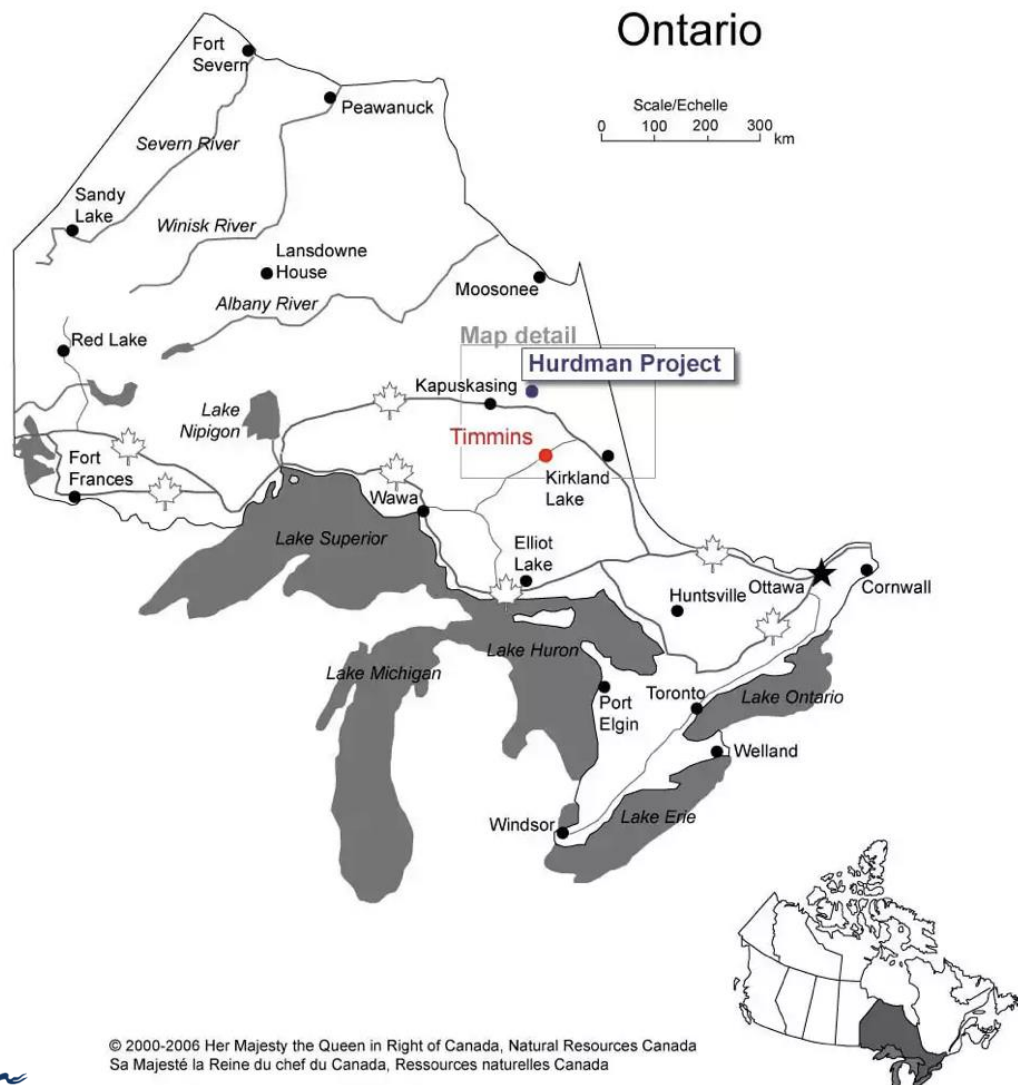 Ontario
Scale/Echelle
0 100 200 300
km
Fort
Severn
Peawanuck
Severn River
Sandy
Lake
Winisk River
Lansdowne
House
Albany River
Moosonee
Map detail
Red Lake
Hurdman Project
Kapuskasing
Lake
Nipigon
Timmins
Fort
Frances
Kirkland
Lake
Wawa
Lake Superior
Elliot
Lake
Huntsville
Ottawa
Cornwall
Lake Huron
Lake Michigan
Port
Elgin
Toronto
Lake Ontario
Welland
Windsor
Lake Erie
© 2000-2006 Her Majesty the Queen in Right of Canada, Natural Resources Canada
Sa Majesté la Reine du chef du Canada, Ressources naturelles Canada